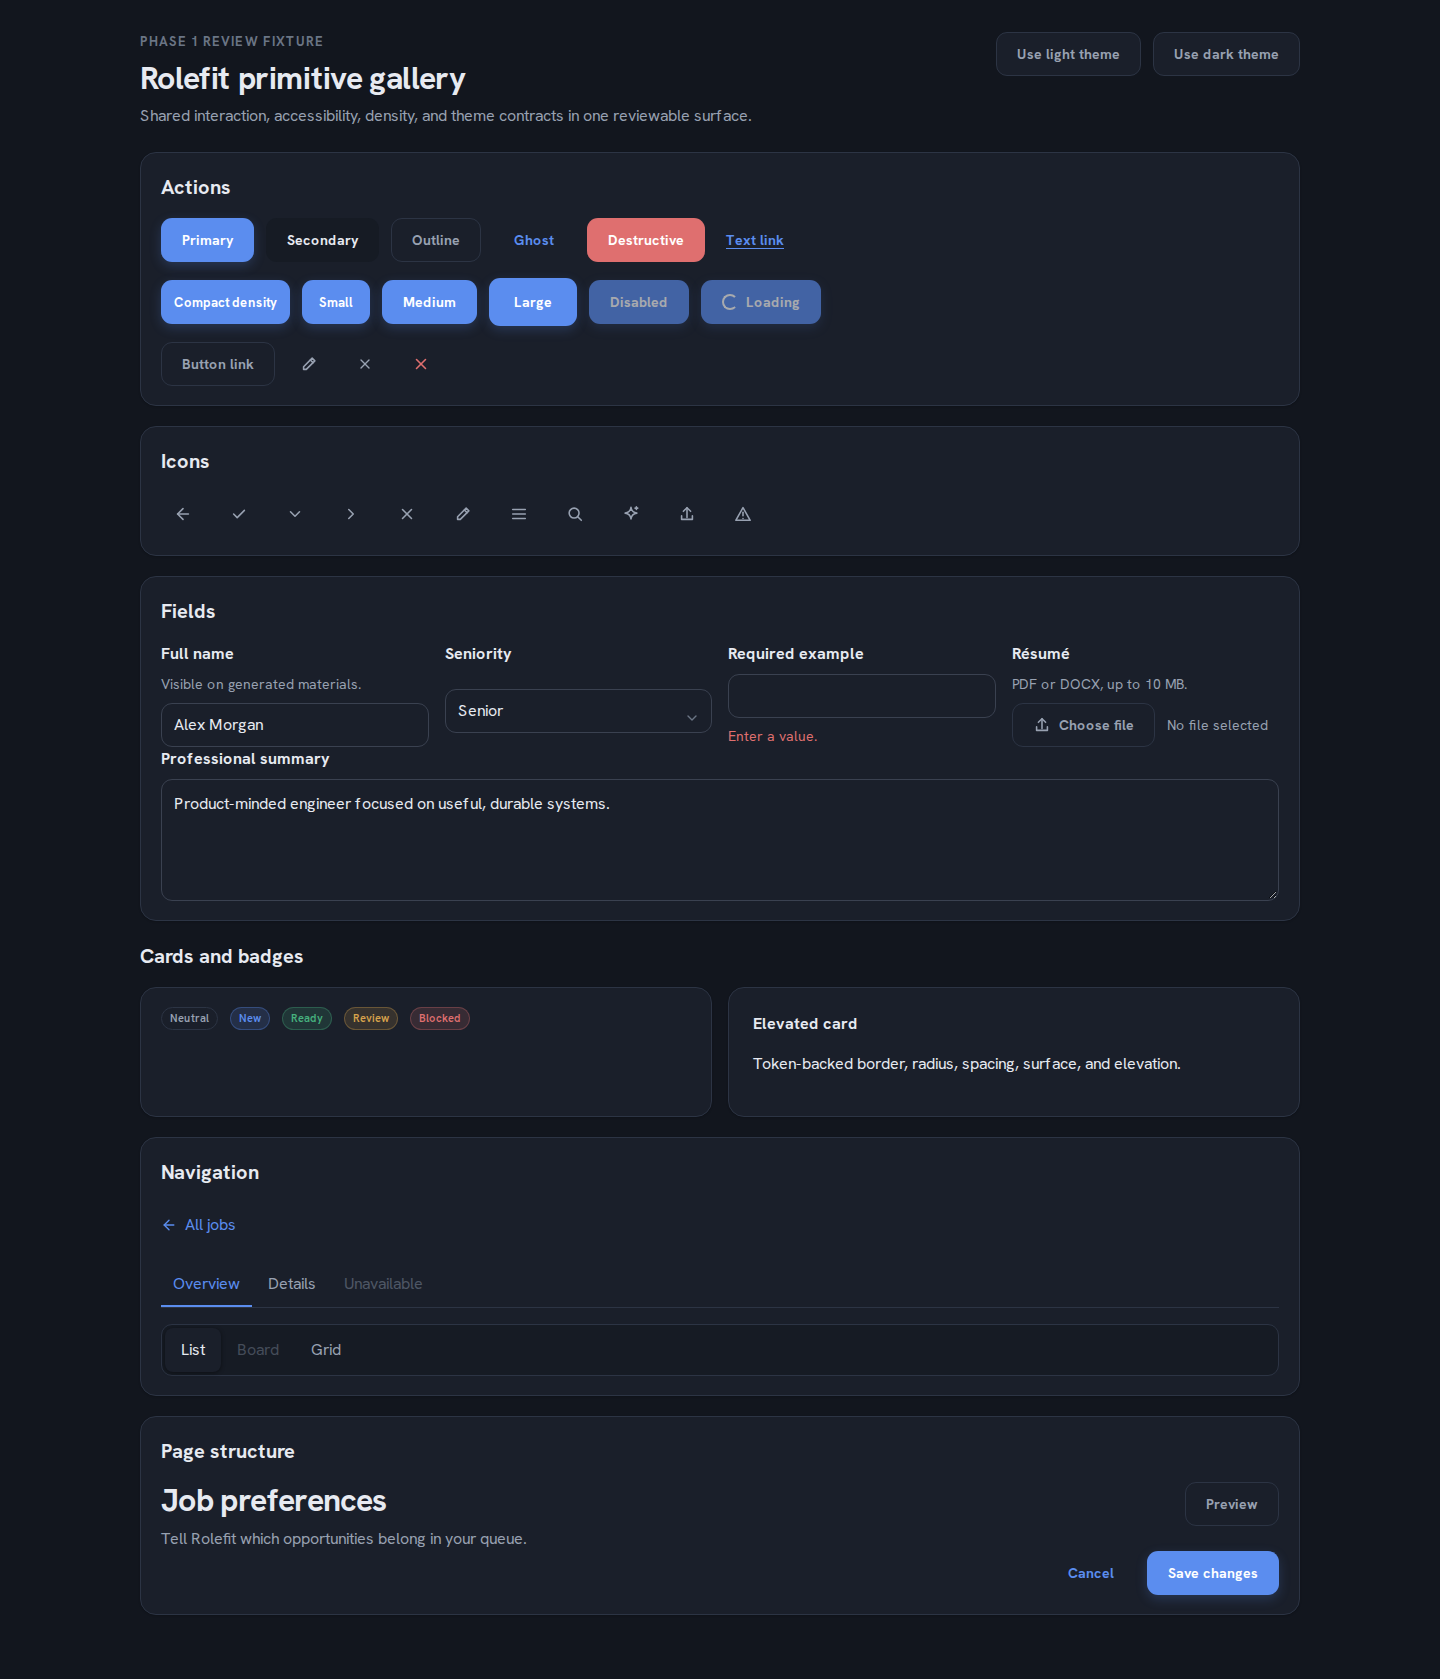 PHASE 1 REVIEW FIXTURE
Rolefit primitive gallery
Shared interaction, accessibility, density, and theme contracts in one reviewable surface.
Use light theme
Use dark theme
Actions
Primary
Secondary
Outline
Ghost
Destructive
Text link
Compact density
Small
Medium
Large
Disabled
Loading
Button link
Icons
Fields
Full name
Visible on generated materials.
Alex Morgan
Seniority
Senior
Required example
Enter a value.
Résumé
PDF or DOCX, up to 10 MB.
Choose file
No file selected
Professional summary
Product-minded engineer focused on useful, durable systems.
Cards and badges
Neutral
New
Ready
Review
Blocked
Elevated card
Token-backed border, radius, spacing, surface, and elevation.
Navigation
All jobs
Overview
Details
Unavailable
List
Board
Grid
Page structure
Job preferences
Tell Rolefit which opportunities belong in your queue.
Preview
Cancel
Save changes